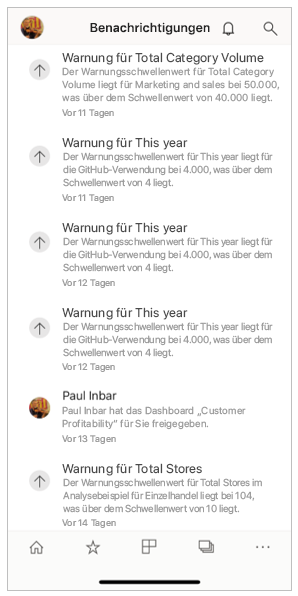 Benachrichtigungen
Warnung für Total Category Volume
Der Warnungsschwellenwert für Total Category
Volume liegt für Marketing and sales bei 50.000,
was über dem Schwellenwert von 40.000 liegt.
Vor 11 Tagen
Warnung für This year
Der Warnungsschwellenwert für This year liegt für
die GitHub-Verwendung bei 4.000, was über dem
Schwellenwert von 4 liegt.
Vor 11 Tagen
Warnung für This year
Der Warnungsschwellenwert für This year liegt für
die GitHub-Verwendung bei 4.000, was über dem
Schwellenwert von 4 liegt.
Vor 12 Tagen
Warnung für This year
Der Warnungsschwellenwert für This year liegt für
die GitHub-Verwendung bei 4.000, was über dem
Schwellenwert von 4 liegt.
Vor 12 Tagen
Paul Inbar
Paul Inbar hat das Dashboard „Customer
Profitability“ für Sie freigegeben.
Vor 13 Tagen
Warnung für Total Stores
Der Warnungsschwellenwert für Total Stores im
Analysebeispiel für Einzelhandel liegt bei 104,
was über dem Schwellenwert von 10 liegt.
Vor 14 Tagen